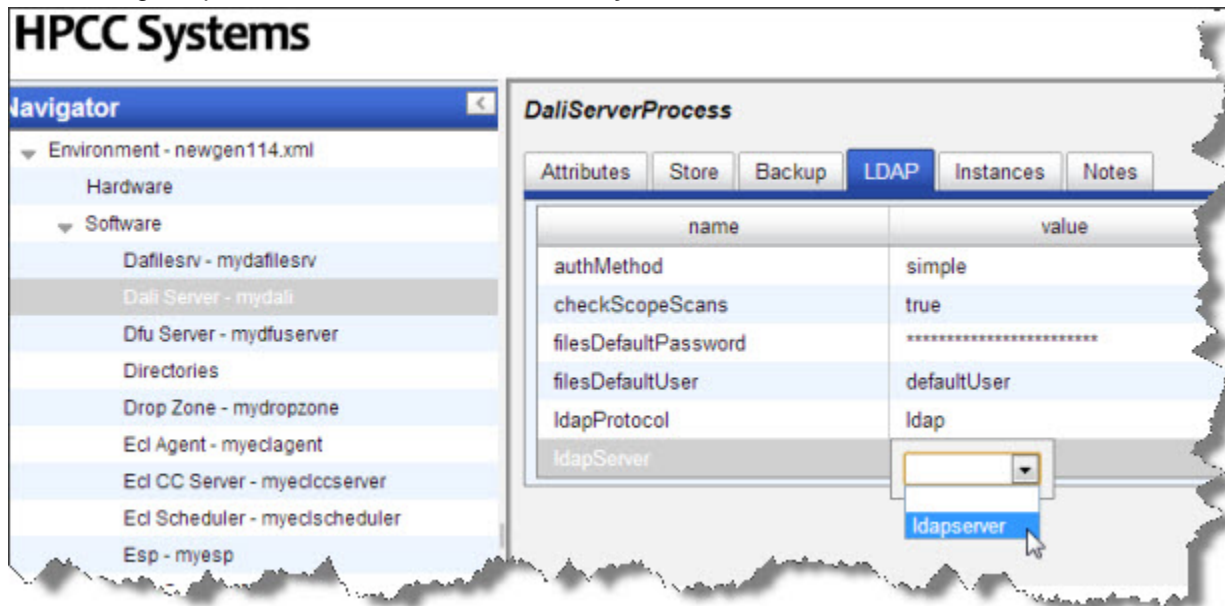 HPCC Systems
Navigator
Environment - newgen114.xml
Hardware
Software
Dafilesrv - mydafilesrv
Dali Server - mydali
Dfu Server - mydfuserver
Directories
Drop Zone - mydropzone
Ecl Agent - myeclagent
Ecl CC Server - myeclccserver
Ecl Scheduler - myeclscheduler
Esp - myesp
DaliServerProcess
Attributes Store Backup LDAP Instances Notes
name value
authMethod simple
checkScopeScans true
filesDefaultPassword ************************
filesDefaultUser defaultUser
ldapProtocol ldap
ldapServer
ldapserver